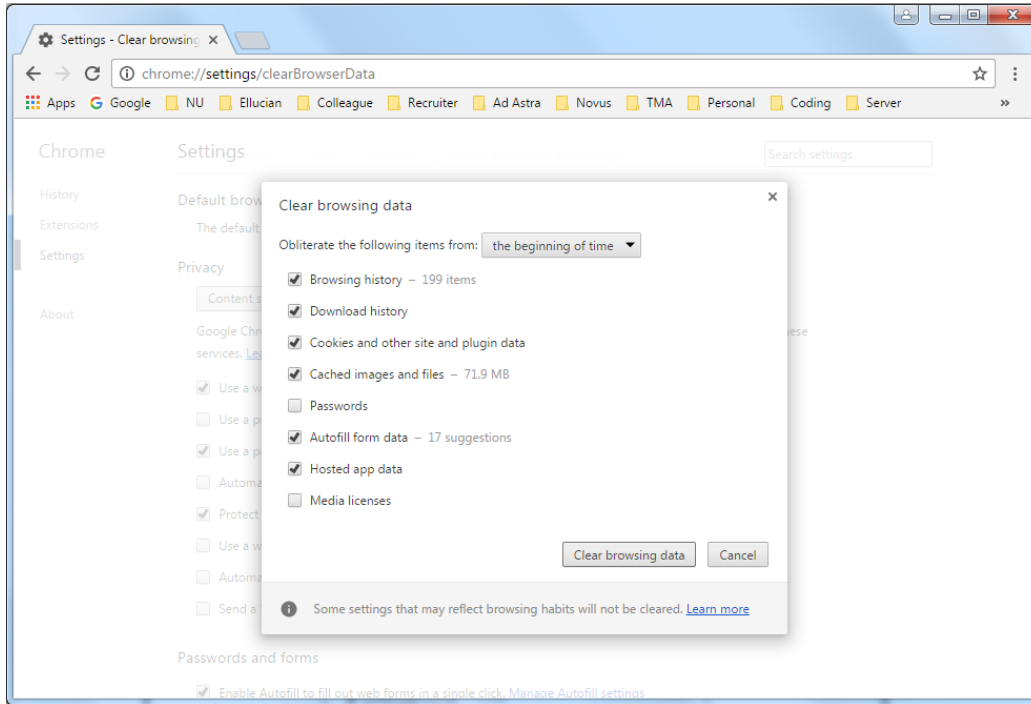 Settings - Clear browsing
chrome://settings/clearBrowserData
Apps Google NU Ellucian Colleague Recruiter Ad Astra Novus TMA Personal Coding Server »
Chrome
Settings
Search settings
History
Extensions
Settings
About
Default brow
The default
Privacy
Content s
Google Chr
ese
services. Lea
Use a w
Use a p
Use a p
Automa
Protect
Use a w
Automa
Send a
Clear browsing data
Obliterate the following items from: the beginning of time
Browsing history – 199 items
Download history
Cookies and other site and plugin data
Cached images and files – 71.9 MB
Passwords
Autofill form data – 17 suggestions
Hosted app data
Media licenses
Clear browsing data
Cancel
Some settings that may reflect browsing habits will not be cleared. Learn more
Passwords and forms
Enable Autofill to fill out web forms in a single click. Manage Autofill settings